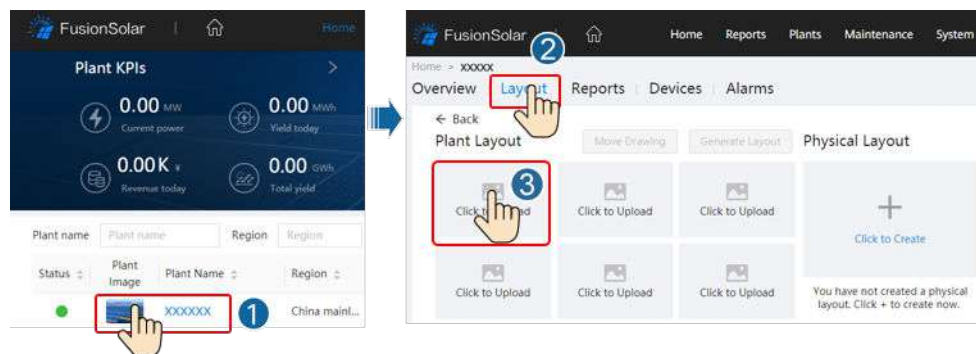 FusionSolar
Home
Plant KPIs
0.00 MW
Current power
0.00 MWh
Yield today
0.00K ¥
Revenue today
0.00 GWh
Total yield
Plant name
Plant name
Region
Region
Status
Plant Image
Plant Name
Region
XXXXXX
1
China mainl...
FusionSolar
2
Home
Reports
Plants
Maintenance
System
Home > XXXXX
Overview
Layout
Reports
Devices
Alarms
← Back
Plant Layout
Move Drawing
Generate Layout
Physical Layout
3
Click to Upload
Click to Upload
Click to Upload
Click to Create
Click to Upload
Click to Upload
Click to Upload
You have not created a physical
layout. Click + to create now.